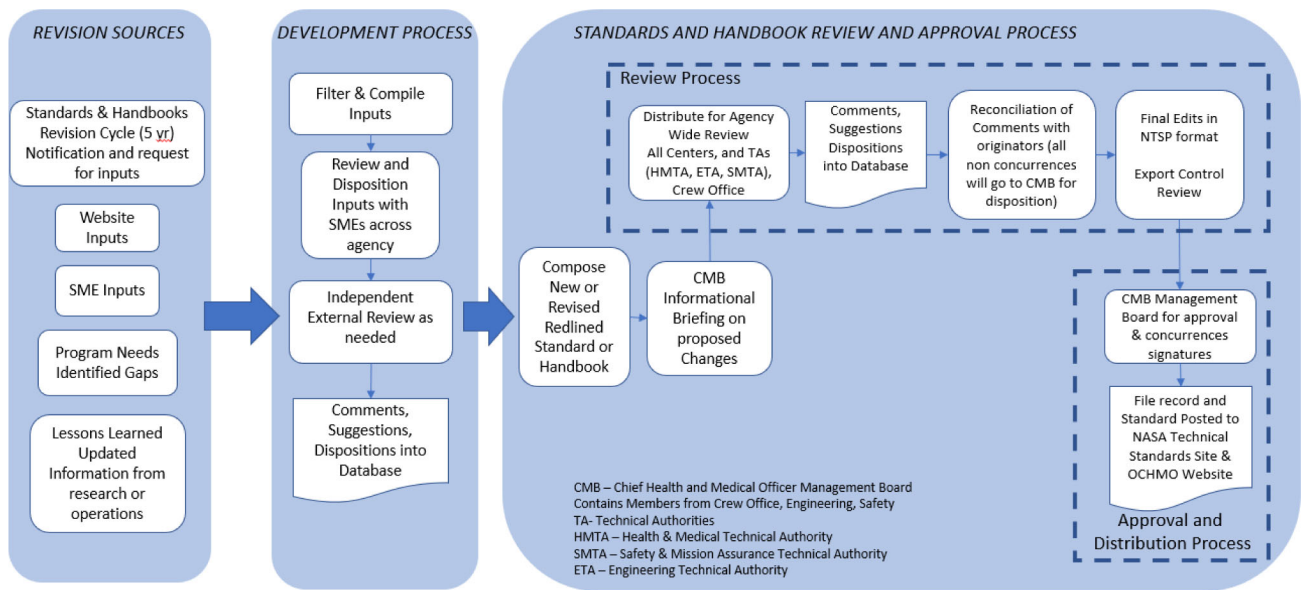 REVISION SOURCES
Standards & Handbooks
Revision Cycle (5 yr)
Notification and request
for inputs
Website
Inputs
SME Inputs
Program Needs
Identified Gaps
Lessons Learned
Updated
Information from
research or
operations
DEVELOPMENT PROCESS
Filter & Compile
Inputs
Review and
Disposition
Inputs with
SMEs across
agency
Independent
External Review as
needed
Comments,
Suggestions,
Dispositions into
Database
STANDARDS AND HANDBOOK REVIEW AND APPROVAL PROCESS
Compose
New or
Revised
Redlined
Standard or
Handbook
CMB
Informational
Briefing on
proposed
Changes
Review Process
Distribute for Agency
Wide Review
All Centers, and TAs
(HMTA, ETA, SMTA),
Crew Office
Comments,
Suggestions
Dispositions
into Database
Reconciliation of
Comments with
originators (all
non concurrences
will go to CMB for
disposition)
Final Edits in
NTSP format
Export Control
Review
CMB Management
Board for approval
& concurrences
signatures
File record and
Standard Posted to
NASA Technical
Standards Site &
OCHMO Website
Approval and
Distribution Process
CMB – Chief Health and Medical Officer Management Board
Contains Members from Crew Office, Engineering, Safety
TA- Technical Authorities
HMTA – Health & Medical Technical Authority
SMTA – Safety & Mission Assurance Technical Authority
ETA – Engineering Technical Authority